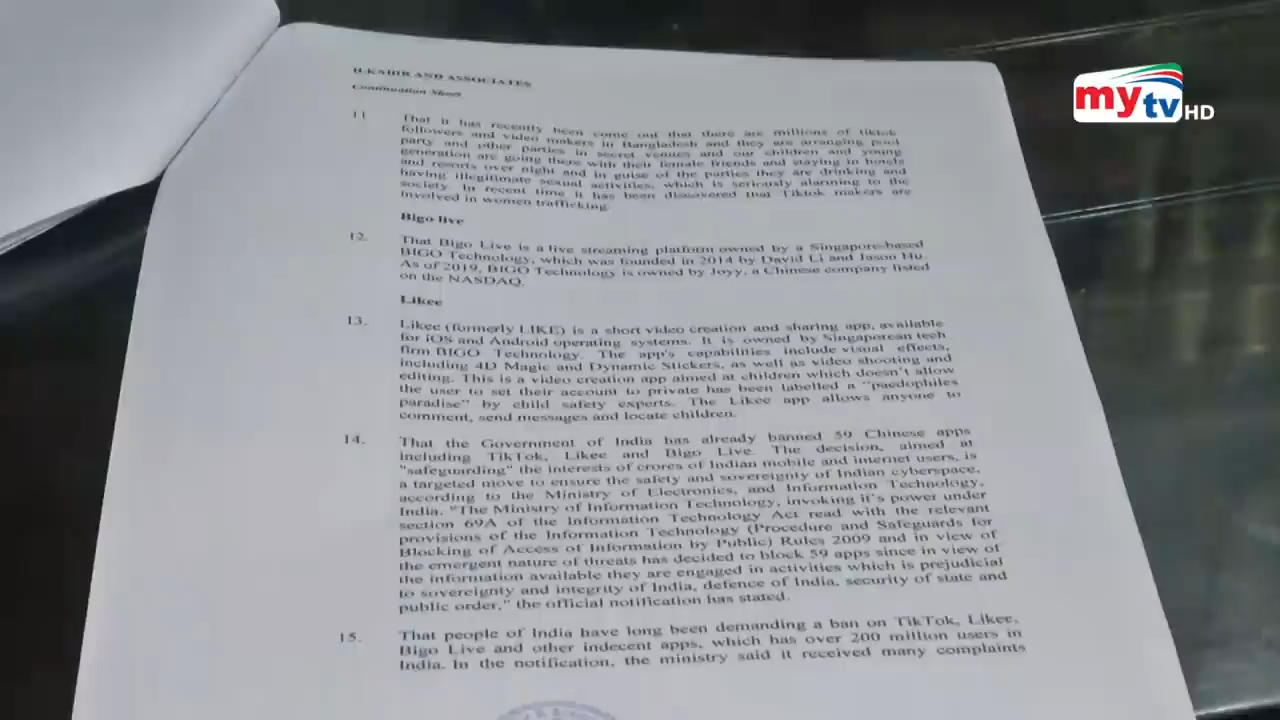 H.KABIR AND ASSOCIATES
Continuation Sheet
11. That it has recently been come out that there are millions of tiktok
followers and video makers in Bangladesh and they are arranging pool
party and other parties in secret venues and our children and young
generation are going there with their female friends and staying in hotels
and resorts over night and in guise of the parties they are drinking and
having illegitimate sexual activities, which is seriously alarming to the
society. In recent time it has been discovered that Tiktok makers are
involved in women trafficking.
Bigo live
12. That Bigo Live is a live streaming platform owned by a Singapore-based
BIGO Technology, which was founded in 2014 by David Li and Jason Hu.
As of 2019, BIGO Technology is owned by Joyy, a Chinese company listed
on the NASDAQ.
Likee
13. Likee (formerly LIKE) is a short video creation and sharing app, available
for iOS and Android operating systems. It is owned by Singaporean tech
firm BIGO Technology. The app's capabilities include visual effects,
including 4D Magic and Dynamic Stickers, as well as video shooting and
editing. This is a video creation app aimed at children which doesn't allow
the user to set their account to private has been labelled a "paedophiles
paradise" by child safety experts. The Likee app allows anyone to
comment, send messages and locate children.
14. That the Government of India has already banned 59 Chinese apps
including TikTok, Likee and Bigo Live. The decision, aimed at
"safeguarding" the interests of crores of Indian mobile and internet users, is
a targeted move to ensure the safety and sovereignty of Indian cyberspace,
according to the Ministry of Electronics, and Information Technology,
India. "The Ministry of Information Technology, invoking it's power under
section 69A of the Information Technology Act read with the relevant
provisions of the Information Technology (Procedure and Safeguards for
Blocking of Access of Information by Public) Rules 2009 and in view of
the emergent nature of threats has decided to block 59 apps since in view of
the information available they are engaged in activities which is prejudicial
to sovereignty and integrity of India, defence of India, security of state and
public order," the official notification has stated.
15. That people of India have long been demanding a ban on TikTok, Likee,
Bigo Live and other indecent apps, which has over 200 million users in
India. In the notification, the ministry said it received many complaints
mytv HD